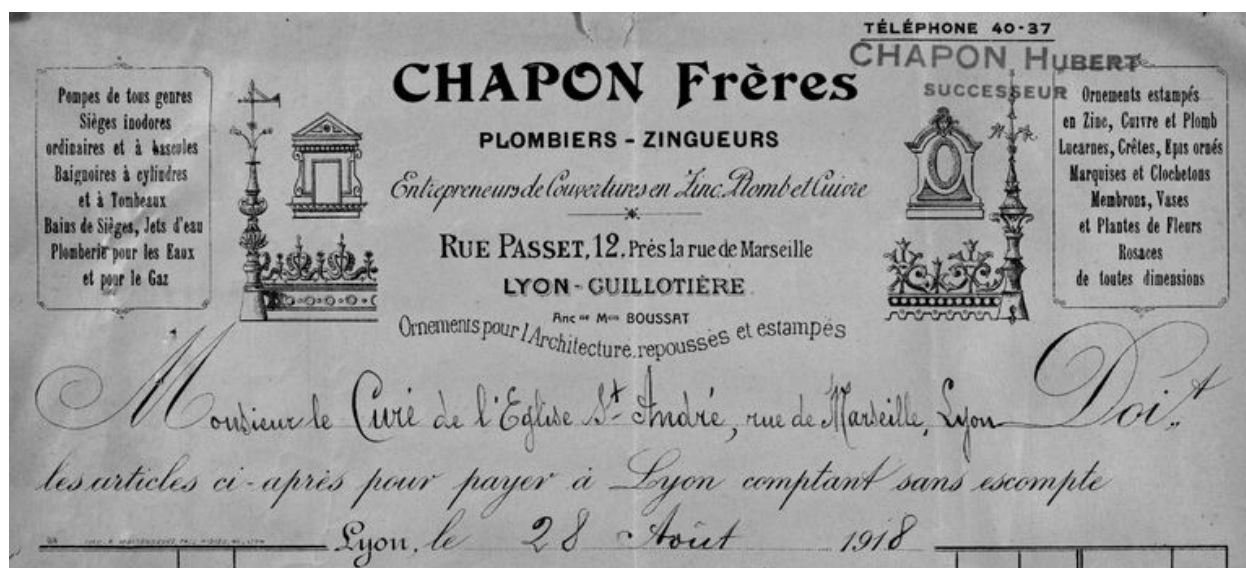 TÉLÉPHONE 40-37
CHAPON HUBERT
SUCCESSEUR
CHAPON Frères
PLOMBIERS - ZINGUEURS
Entrepreneurs de Couvertures en Zinc, Plomb et Cuivre
RUE PASSET, 12. Près la rue de Marseille
LYON - GUILLOTIÈRE
Anc.ne M.on BOUSSAT
Ornements pour l'Architecture, repoussés et estampés
Pompes de tous genres
Sièges inodores
ordinaires et à bascules
Baignoires à cylindres
et à Tombeaux
Bains de Sièges, Jets d'eau
Plomberie pour les Eaux
et pour le Gaz
Ornements estampés
en Zinc, Cuivre et Plomb
Lucarnes, Crêtes, Epis ornés
Marquises et Clochetons
Membrons, Vases
et Plantes de Fleurs
Rosaces
de toutes dimensions
Monsieur le Curé de l'Eglise St. André, rue de Marseille, Lyon Doit
les articles ci-après pour payer à Lyon comptant sans escompte
Lyon, le 28 Août 1918